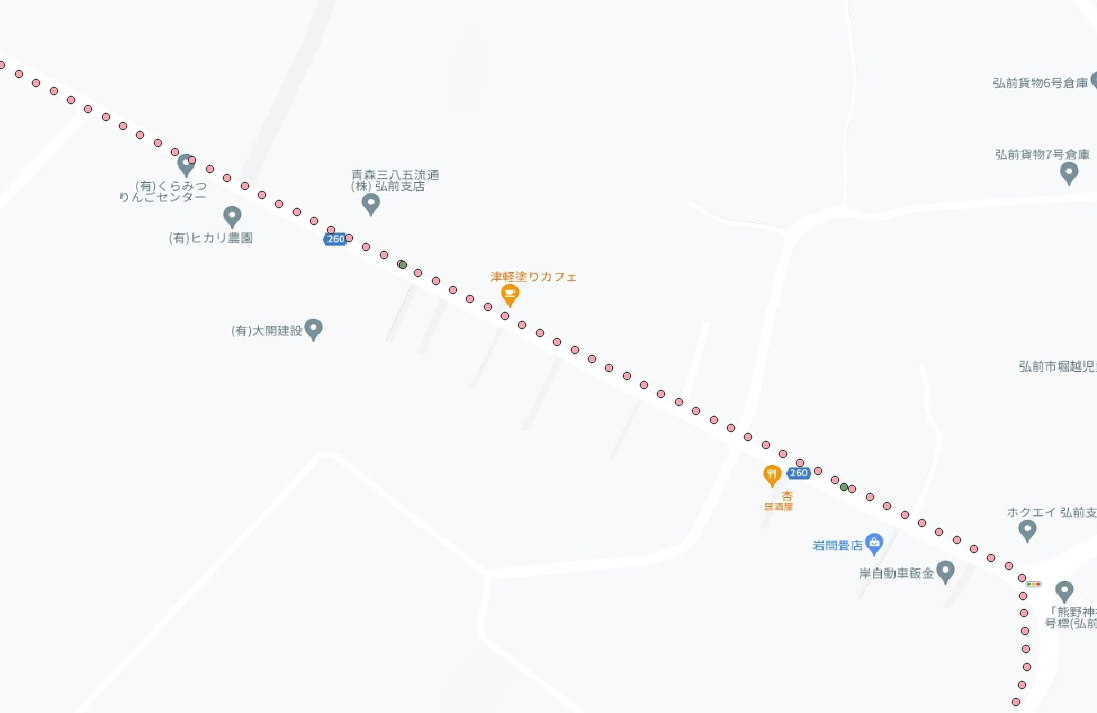 弘前貨物6号倉庫
弘前貨物7号倉庫
青森三八五流通
(株) 弘前支店
(有)くらみつ
りんごセンター
(有)ヒカリ農園
260
津軽塗りカフェ
(有)大開建設
弘前市堀越児
260
杏
居酒屋
ホクエイ 弘前支
岩間畳店
岸自動車鈑金
「熊野神
号標(弘前